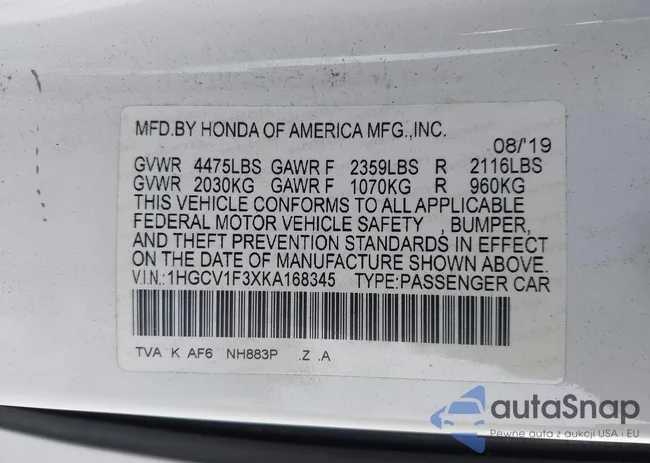 MFD.BY HONDA OF AMERICA MFG.,INC.
08/'19
GVWR 4475LBS GAWR F 2359LBS R 2116LBS
GVWR 2030KG GAWR F 1070KG R 960KG
THIS VEHICLE CONFORMS TO ALL APPLICABLE
FEDERAL MOTOR VEHICLE SAFETY , BUMPER,
AND THEFT PREVENTION STANDARDS IN EFFECT
ON THE DATE OF MANUFACTURE SHOWN ABOVE.
V.I.N.:1HGCV1F3XKA168345 TYPE:PASSENGER CAR
TVA K AF6 NH883P .Z .A
autaSnap
Pewne auta z aukcji USA i EU